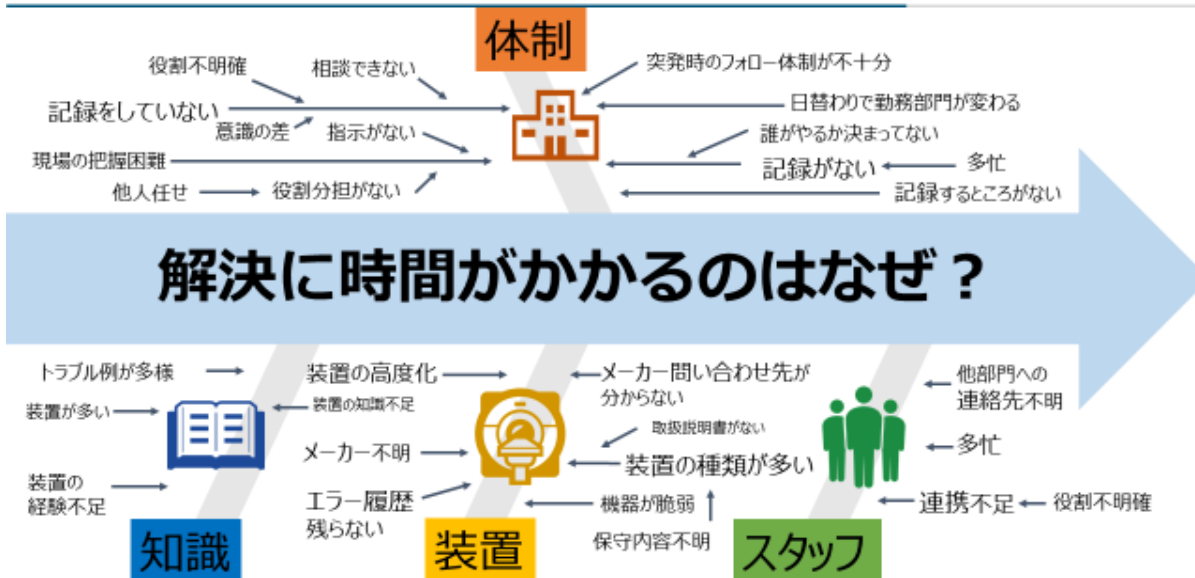 体制
役割不明確
相談できない
突発時のフォロー体制が不十分
記録をしていない
日替わりで勤務部門が変わる
意識の差
指示がない
誰がやるか決まってない
現場の把握困難
記録がない
多忙
他人任せ
役割分担がない
記録するところがない
解決に時間がかかるのはなぜ？
トラブル例が多様
装置の高度化
メーカー問い合わせ先が
分からない
他部門への
連絡先不明
装置が多い
装置の知識不足
取扱説明書がない
メーカー不明
装置の種類が多い
多忙
装置の
経験不足
エラー履歴
残らない
機器が脆弱
連携不足
役割不明確
保守内容不明
知識
装置
スタッフ